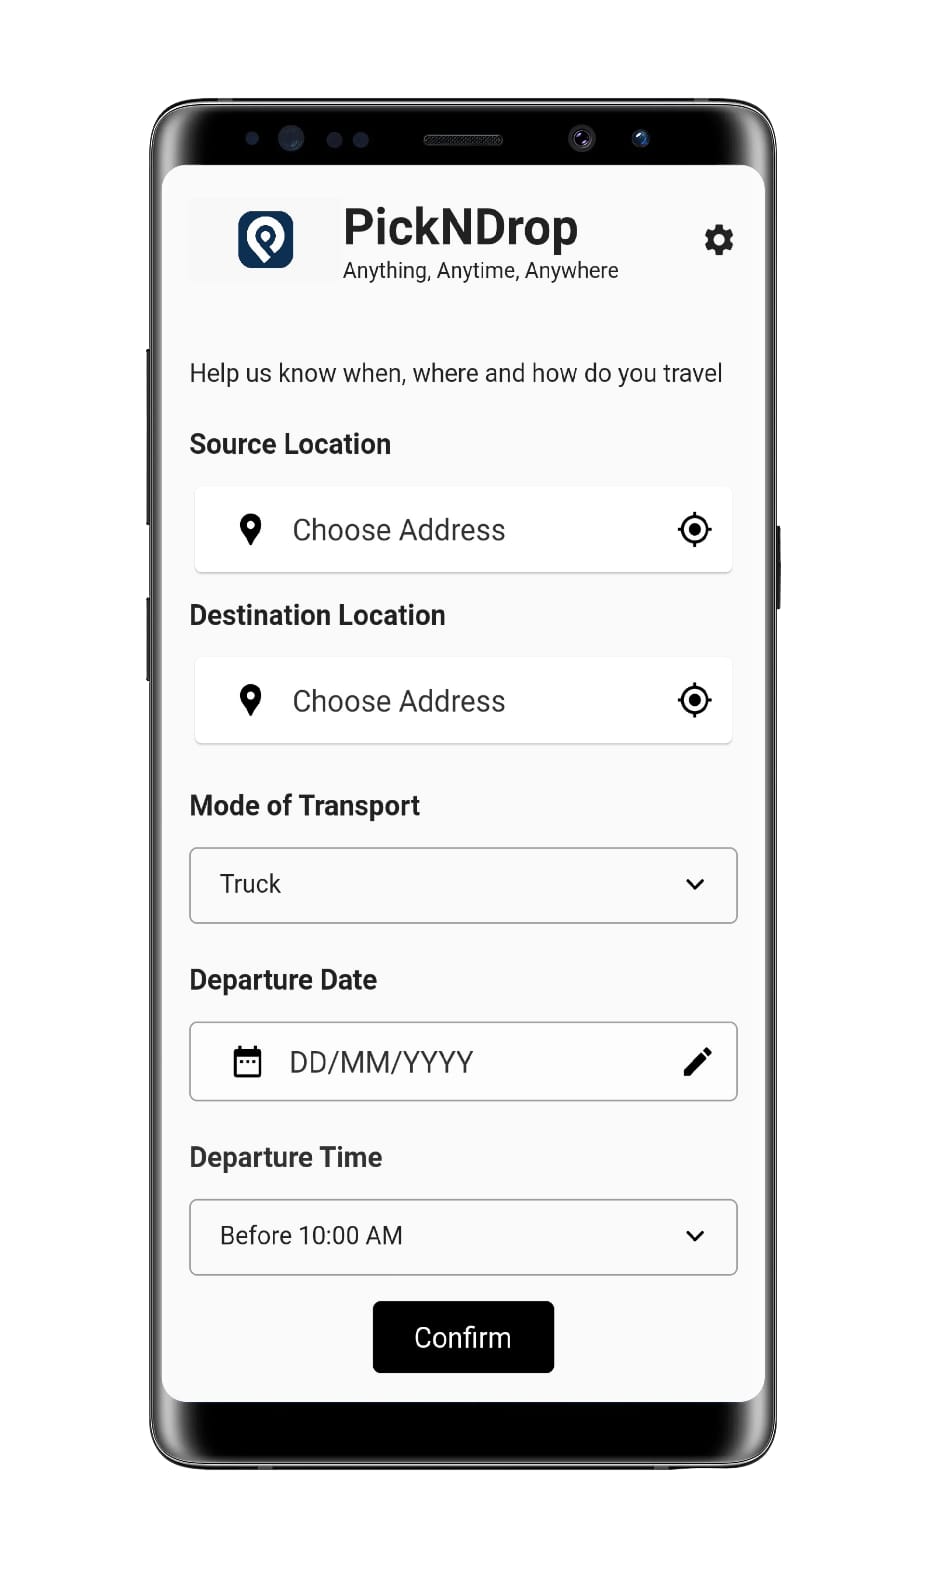 PickNDrop
Anything, Anytime, Anywhere
Help us know when, where and how do you travel
Source Location
Choose Address
Destination Location
Choose Address
Mode of Transport
Truck
Departure Date
DD/MM/YYYY
Departure Time
Before 10:00 AM
Confirm